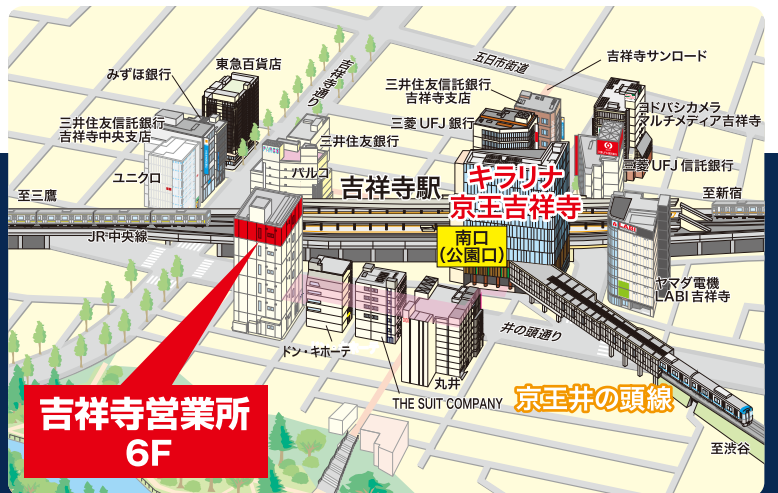 五日市街道
吉祥寺サンロード
東急百貨店
みずほ銀行
吉祥寺通り
三井住友信託銀行
吉祥寺支店
ヨドバシカメラ
マルチメディア吉祥寺
三井住友信託銀行
吉祥寺中央支店
三菱UFJ銀行
三井住友銀行
三菱UFJ信託銀行
ユニクロ
パルコ
吉祥寺駅
キラリナ
京王吉祥寺
至三鷹
至新宿
JR中央線
南口
(公園口)
LABI
ヤマダ電機
LABI吉祥寺
井の頭通り
ドン・キホーテ
丸井
THE SUIT COMPANY
京王井の頭線
吉祥寺営業所
6F
至渋谷